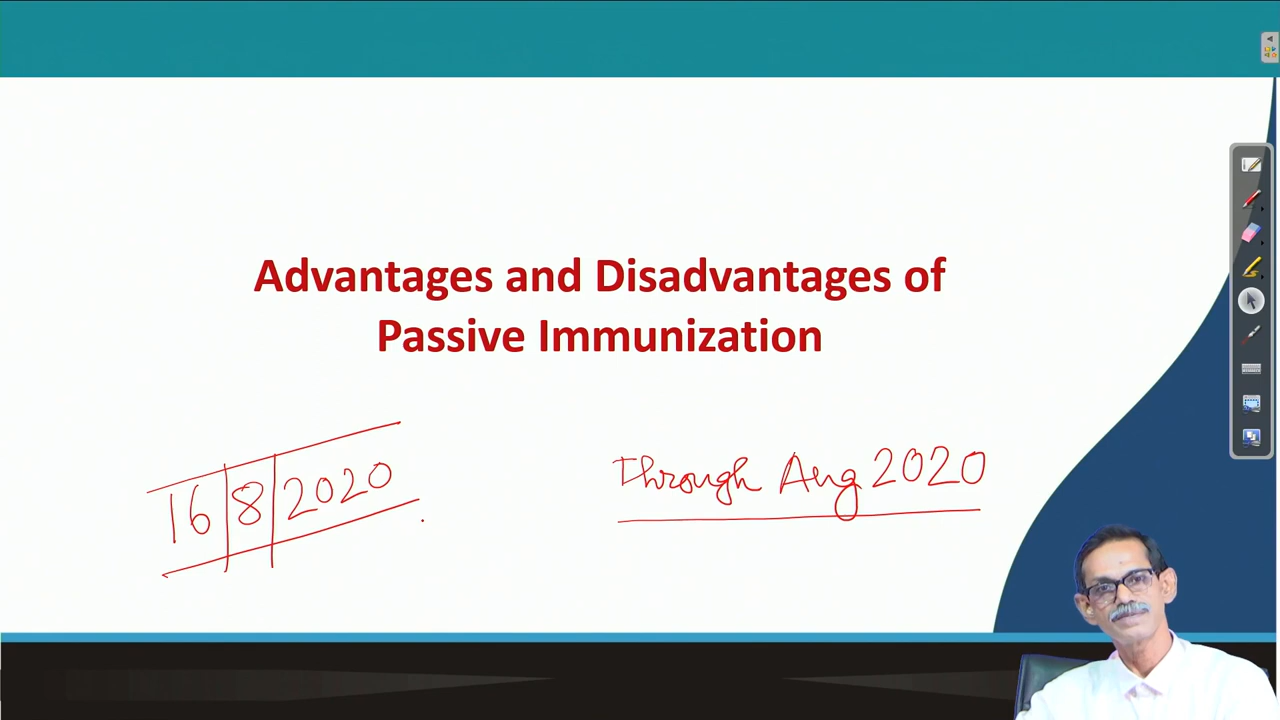 Advantages and Disadvantages of
Passive Immunization
16|8|2020
Through Aug 2020